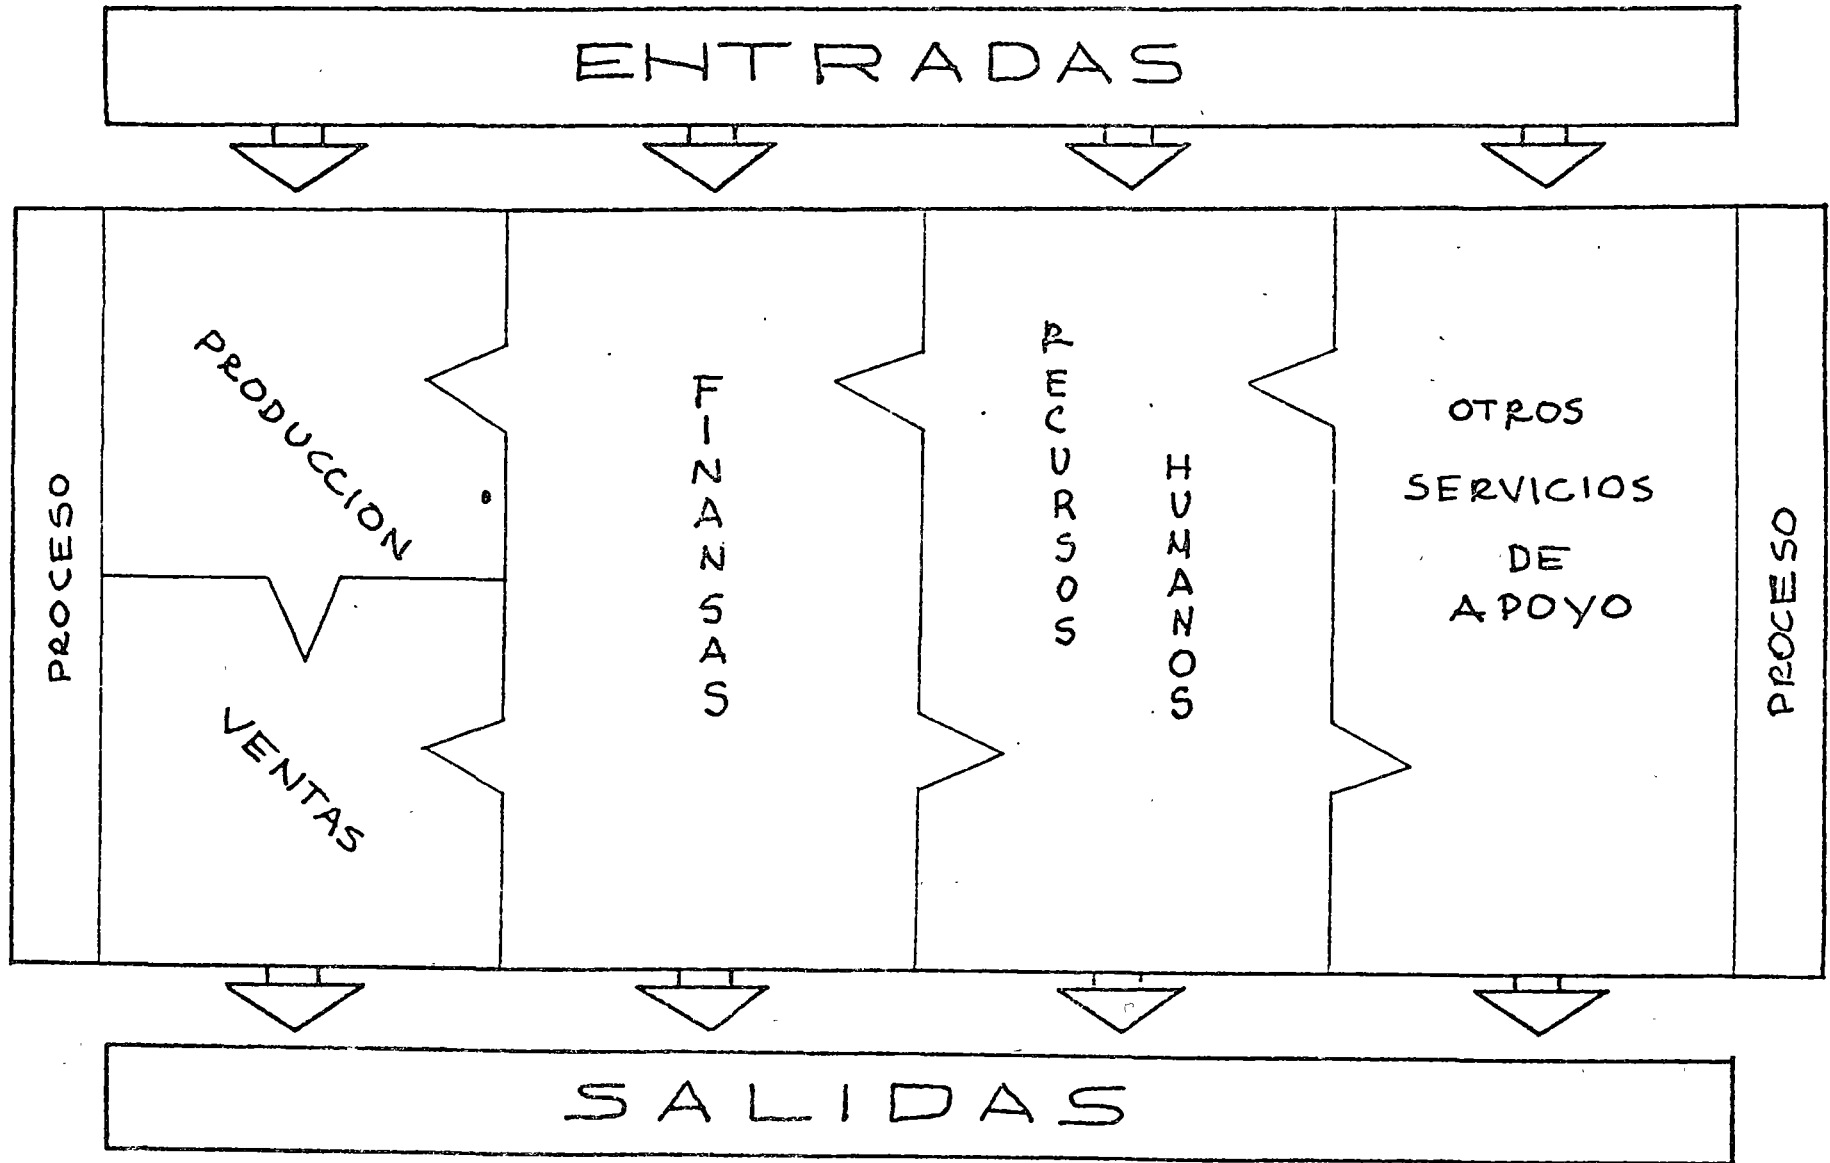 ENTRADAS
PROCESO
PRODUCCION
VENTAS
FINANSAS
RECURSOS
HUMANOS
OTROS
SERVICIOS
DE
APOYO
PROCESO
SALIDAS